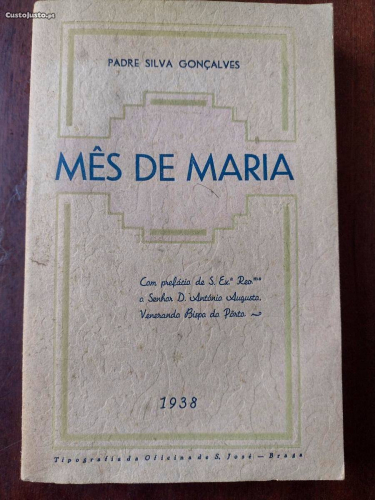 CustoJusto.pt
PADRE SILVA GONÇALVES
MÊS DE MARIA
Com prefácio de S. Ex.ª Rev.ᵐᵃ
o Senhor D. António Augusto,
Venerando Bispo do Pôrto.
1938
Tipografia da Oficina de S. José — Braga